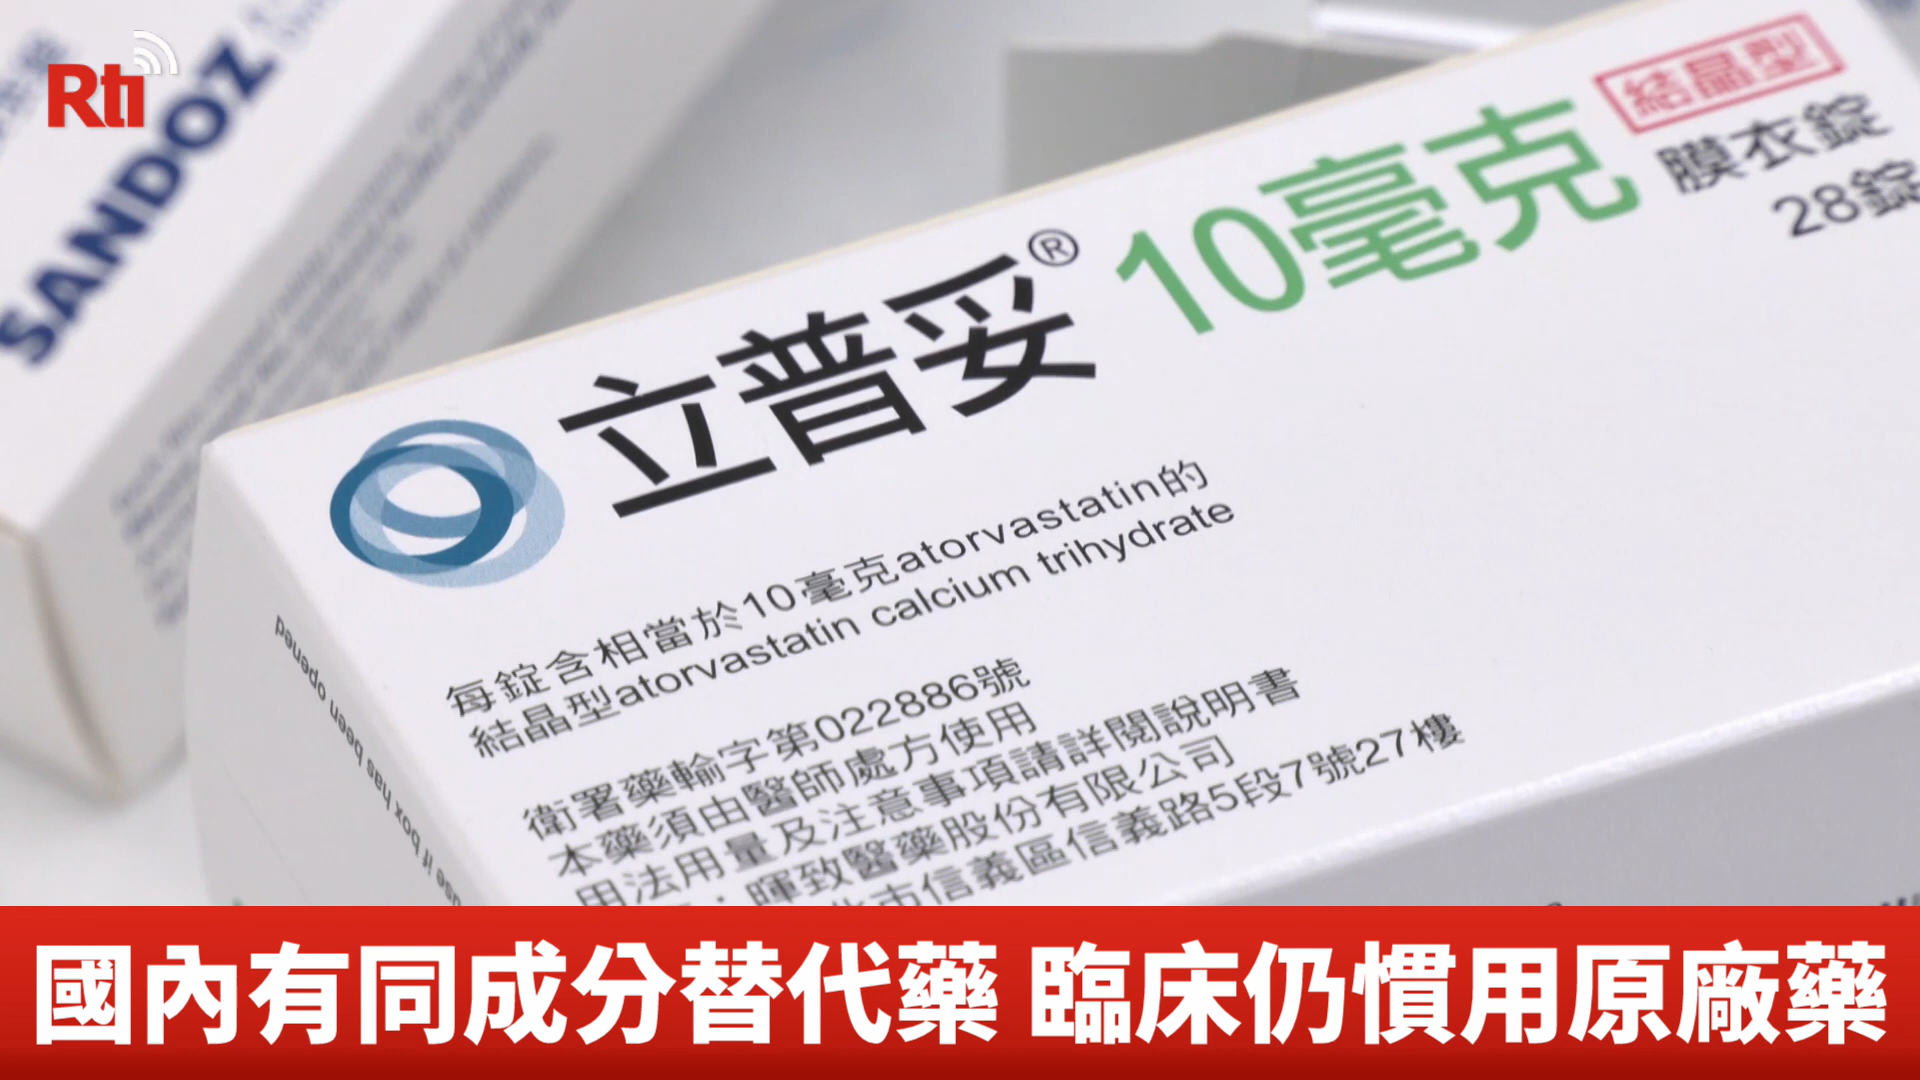 Rti
SANDOZ
立普妥® 10毫克
結晶型
膜衣錠
28錠
每錠含相當於10毫克atorvastatin的
結晶型atorvastatin calcium trihydrate
衛署藥輸字第022886號
本藥須由醫師處方使用
用法用量及注意事項請詳閱說明書
：暉致醫藥股份有限公司
北市信義區信義路5段7號27樓
use if box has been opened
國內有同成分替代藥 臨床仍慣用原廠藥